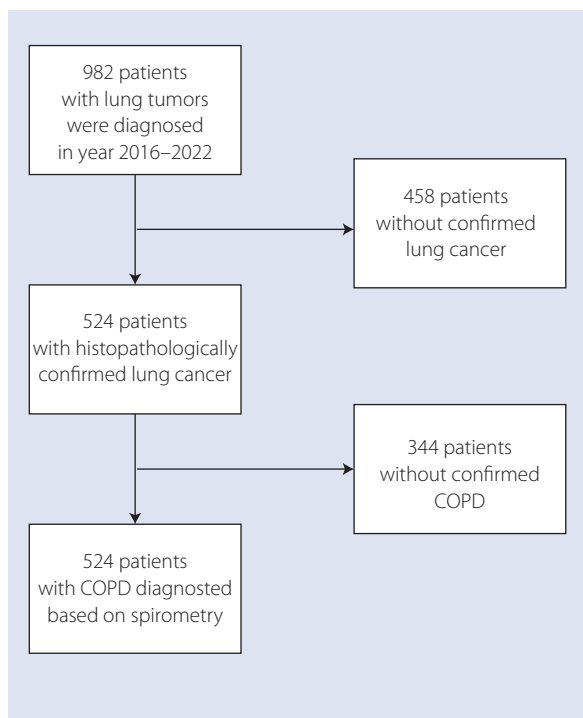 982 patients
with lung tumors
were diagnosed
in year 2016–2022
458 patients
without confirmed
lung cancer
524 patients
with histopathologically
confirmed lung cancer
344 patients
without confirmed
COPD
524 patients
with COPD diagnosted
based on spirometry